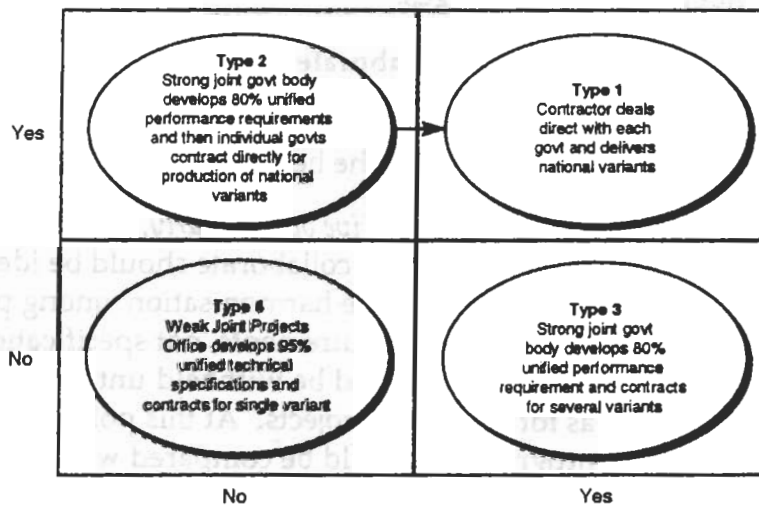 Type 2
Strong joint govt body
develops 80% unified
performance requirements
and then individual govts
contract directly for
production of national
variants
Type 1
Contractor deals
direct with each
govt and delivers
national variants
Yes
Type 4
Weak Joint Projects
Office develops 95%
unified technical
specifications and
contracts for single variant
Type 3
Strong joint govt
body develops 80%
unified performance
requirement and contracts
for several variants
No
No
Yes